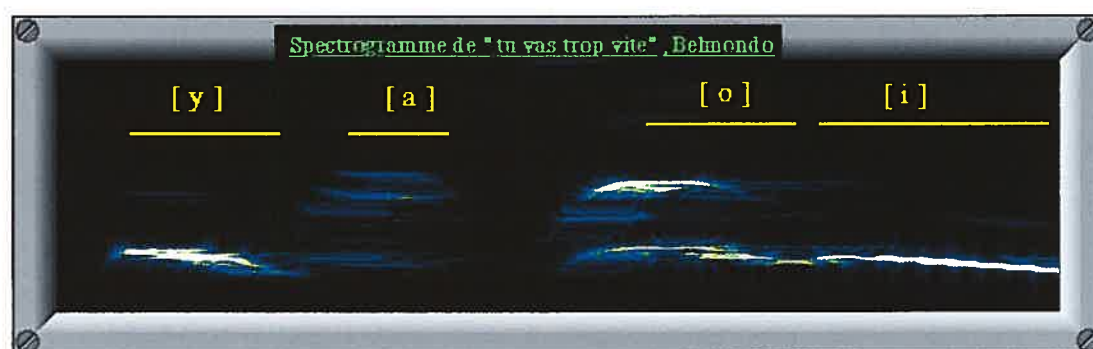 Spectrogramme de " tu vas trop vite" , Belmondo
[ y ] [ a ] [ o ] [ i ]